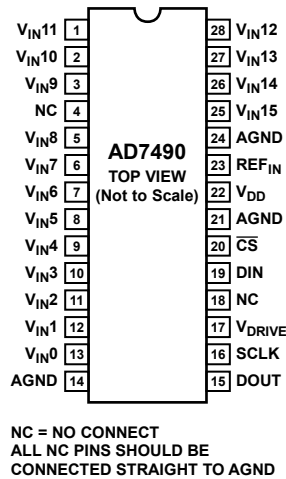 VIN11 1
VIN10 2
VIN9 3
NC 4
VIN8 5
VIN7 6
VIN6 7
VIN5 8
VIN4 9
VIN3 10
VIN2 11
VIN1 12
VIN0 13
AGND 14
AD7490
TOP VIEW
(Not to Scale)
28 VIN12
27 VIN13
26 VIN14
25 VIN15
24 AGND
23 REFIN
22 VDD
21 AGND
20 CS
19 DIN
18 NC
17 VDRIVE
16 SCLK
15 DOUT
NC = NO CONNECT
ALL NC PINS SHOULD BE
CONNECTED STRAIGHT TO AGND